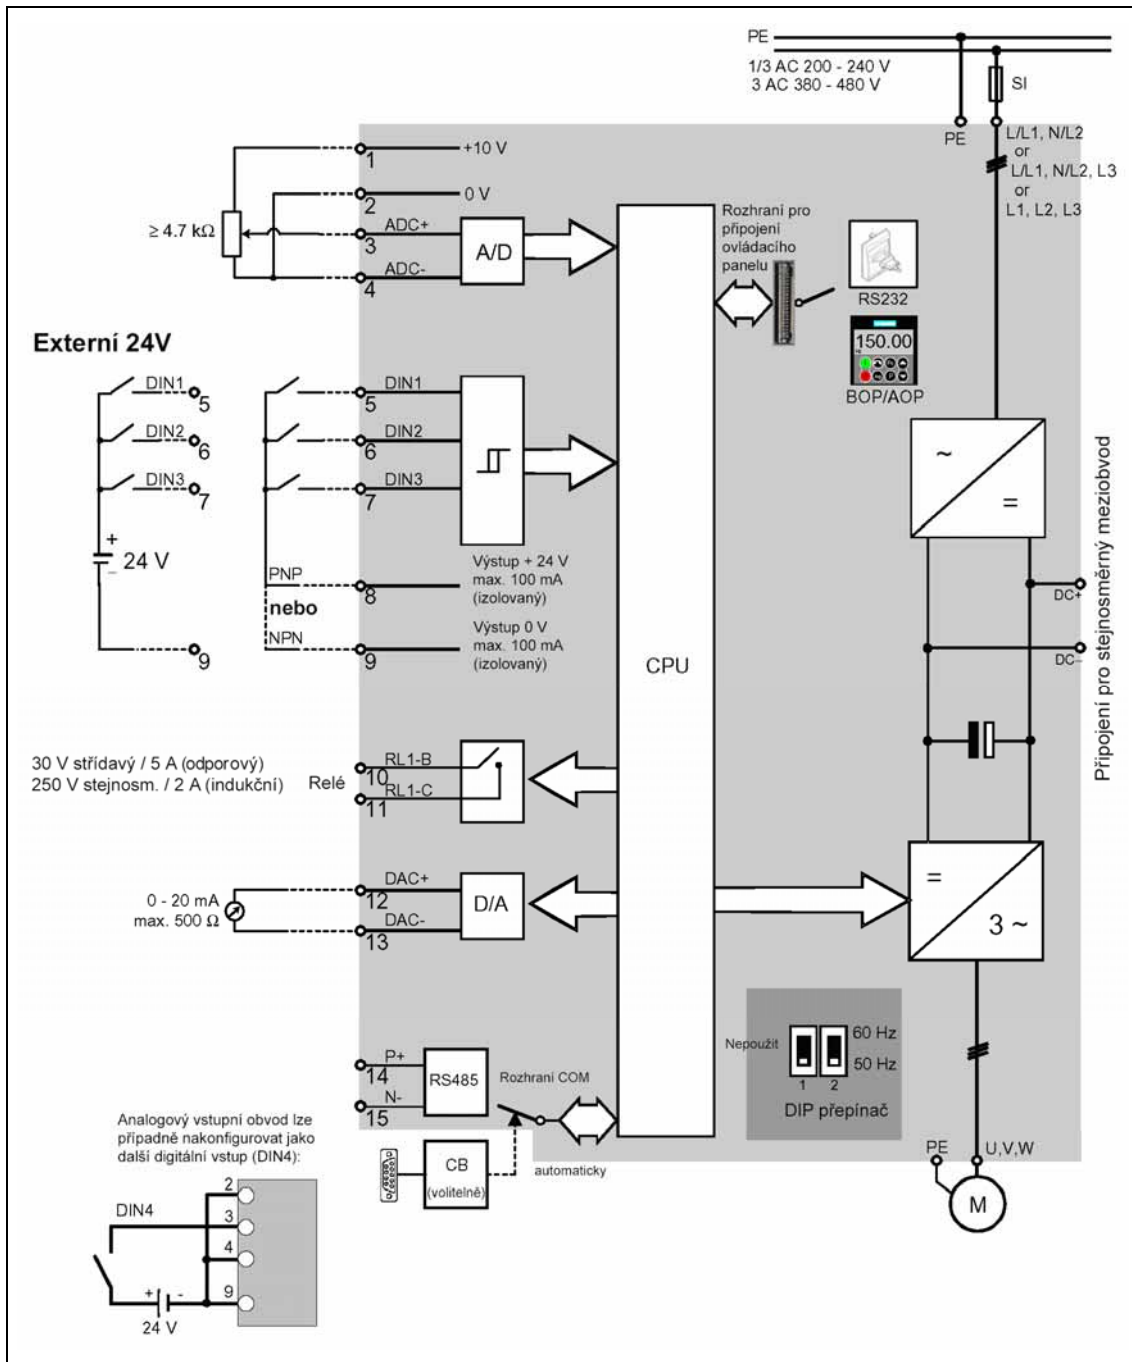 PE
1/3 AC 200 - 240 V
3 AC 380 - 480 V
SI
PE
L/L1, N/L2
or
L/L1, N/L2, L3
or
L1, L2, L3
+10 V
1
0 V
2
≥ 4.7 kΩ
ADC+
3
ADC-
4
A/D
Rozhraní pro
připojení
ovládacího
panelu
RS232
150.00
BOP/AOP
Externí 24V
DIN1
5
DIN2
6
DIN3
7
+
24 V
–
9
DIN1
5
DIN2
6
DIN3
7
PNP
8
nebo
NPN
9
Výstup + 24 V
max. 100 mA
(izolovaný)
Výstup 0 V
max. 100 mA
(izolovaný)
CPU
~
=
DC+
DC-
Připojení pro stejnosměrný meziobvod
30 V střídavý / 5 A (odporový)
250 V stejnosm. / 2 A (indukční)
Relé
RL1-B
10
RL1-C
11
0 - 20 mA
max. 500 Ω
DAC+
12
DAC-
13
D/A
=
3 ~
P+
14
N-
15
RS485
Rozhraní COM
CB
(volitelně)
automaticky
Nepoužit
60 Hz
50 Hz
1 2
DIP přepínač
PE
U,V,W
M
Analogový vstupní obvod lze
případně nakonfigurovat jako
další digitální vstup (DIN4):
DIN4
2
3
4
9
+ -
24 V